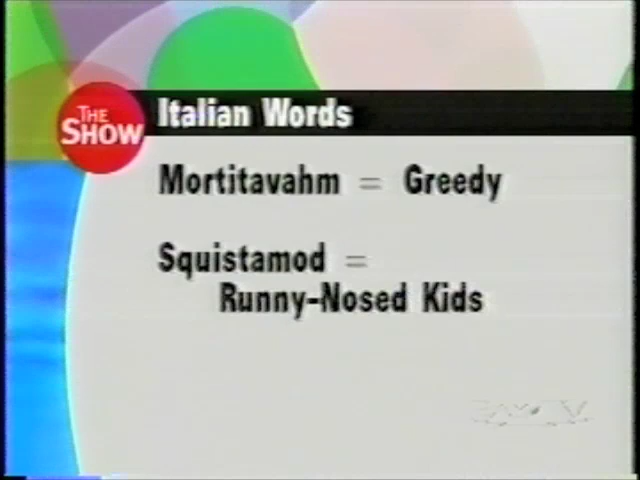 THE
SHOW
Italian Words
Mortitavahm = Greedy
Squistamod =
Runny-Nosed Kids